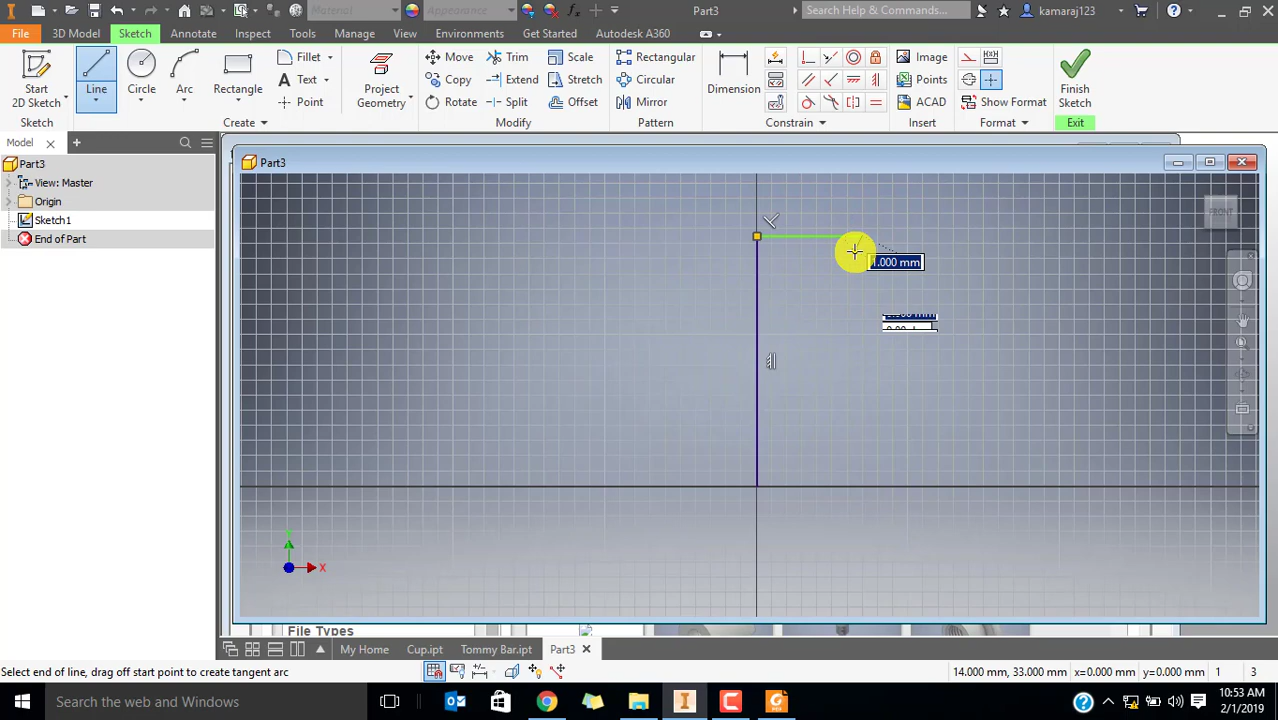 Material
Appearance
Part3
Search Help & Commands...
kamaraj123
File
3D Model
Sketch
Annotate
Inspect
Tools
Manage
View
Environments
Get Started
Autodesk A360
Start
2D Sketch
Line
Circle
Arc
Rectangle
Fillet
Text
Point
Project
Geometry
Move
Copy
Rotate
Trim
Extend
Split
Scale
Stretch
Offset
Rectangular
Circular
Mirror
Dimension
Image
Points
ACAD
Show Format
Finish
Sketch
Sketch
Create
Modify
Pattern
Constrain
Insert
Format
Exit
Model
Part3
View: Master
Origin
Sketch1
End of Part
Part3
FRONT
1.000 mm
X
File Types
My Home
Cup.ipt
Tommy Bar.ipt
Part3
Select end of line, drag off start point to create tangent arc
14.000 mm, 33.000 mm
x=0.000 mm
y=0.000 mm
1
3
Search the web and Windows
10:53 AM
2/1/2019